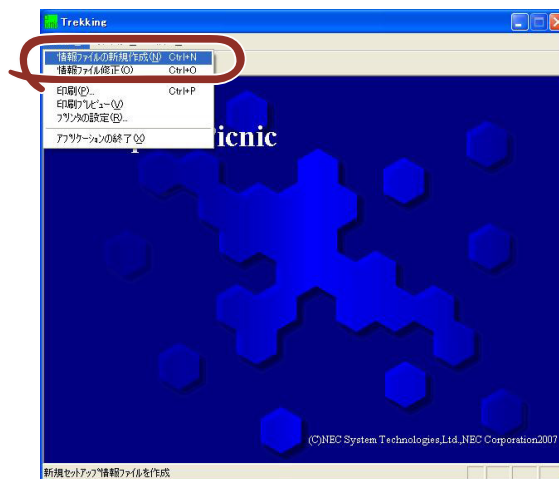 Trekking
情報ファイルの新規作成(N) Ctrl+N
情報ファイル修正(O) Ctrl+O
印刷(P)... Ctrl+P
印刷プレビュー(V)
プリンタの設定(R)...
アプリケーションの終了(X)
icnic
(C)NEC System Technologies,Ltd.,NEC Corporation2007
新規セットアップ情報ファイルを作成